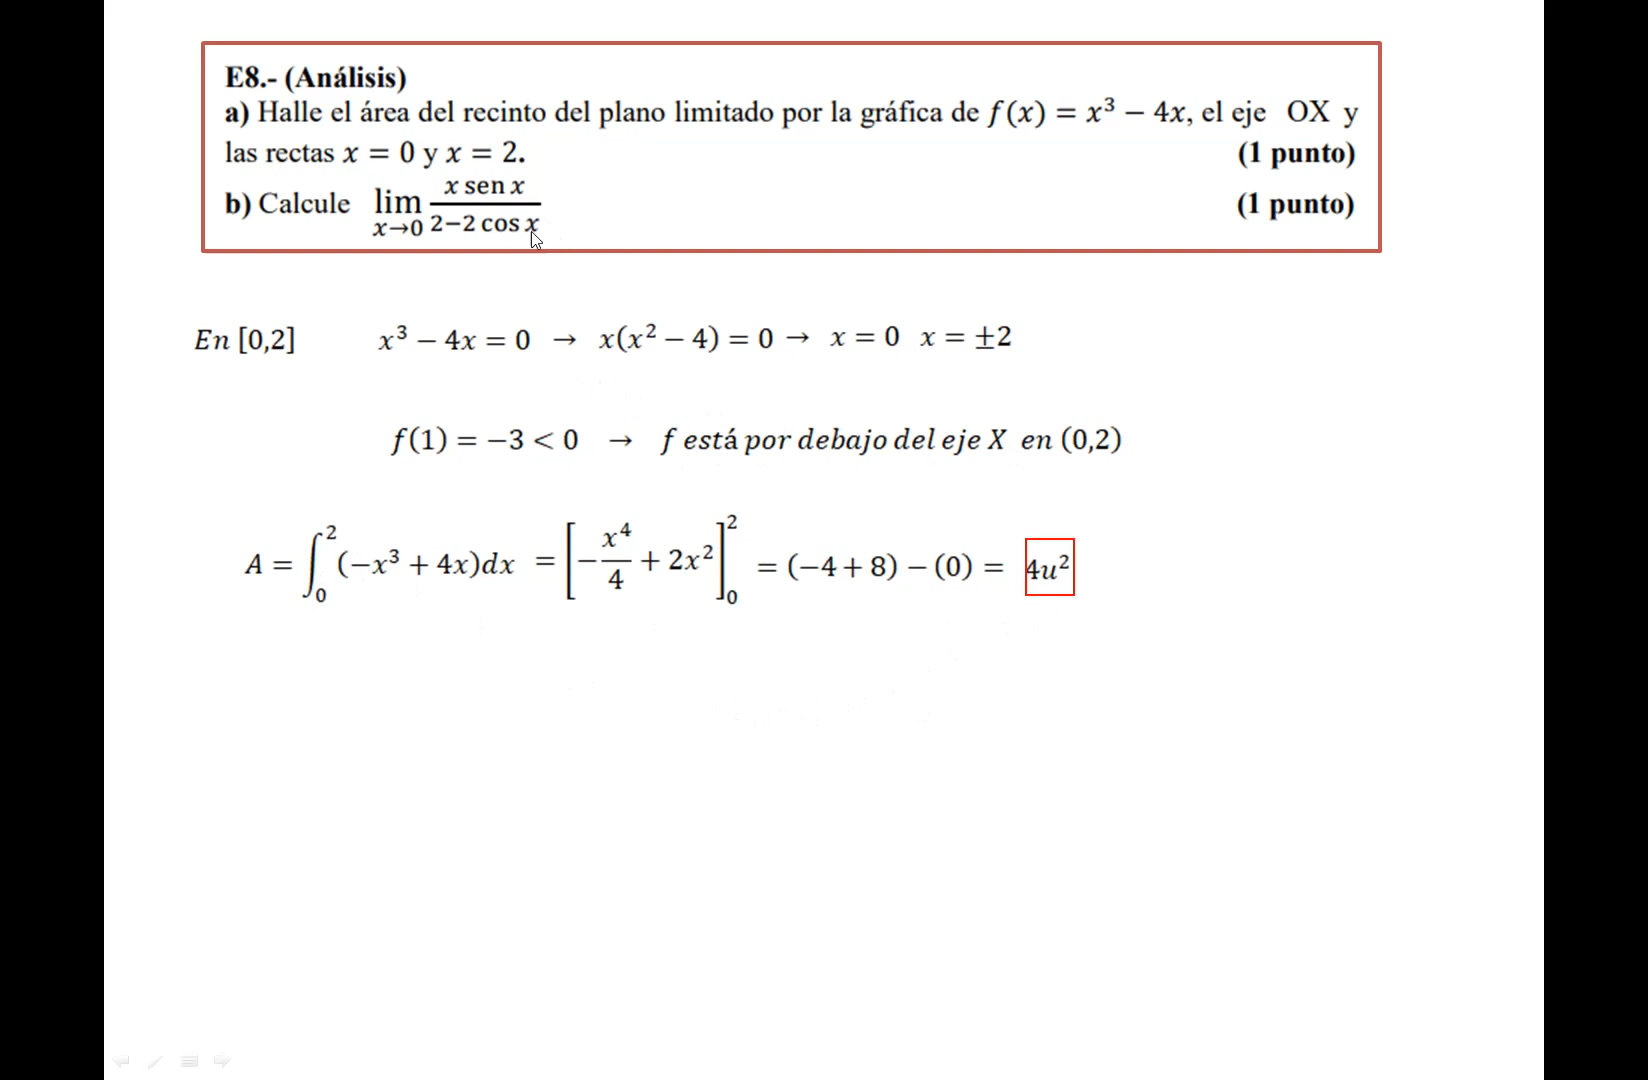 E8.- (Análisis)
a) Halle el área del recinto del plano limitado por la gráfica de f(x) = x³ − 4x, el eje OX y
las rectas x = 0 y x = 2. (1 punto)
b) Calcule lim x→0 (x sen x)/(2−2 cos x) (1 punto)
En [0,2] x³ − 4x = 0 → x(x² − 4) = 0 → x = 0 x = ±2
f(1) = −3 < 0 → f está por debajo del eje X en (0,2)
A = ∫₀² (−x³ + 4x)dx = [−x⁴/4 + 2x²]₀² = (−4 + 8) − (0) = 4u²